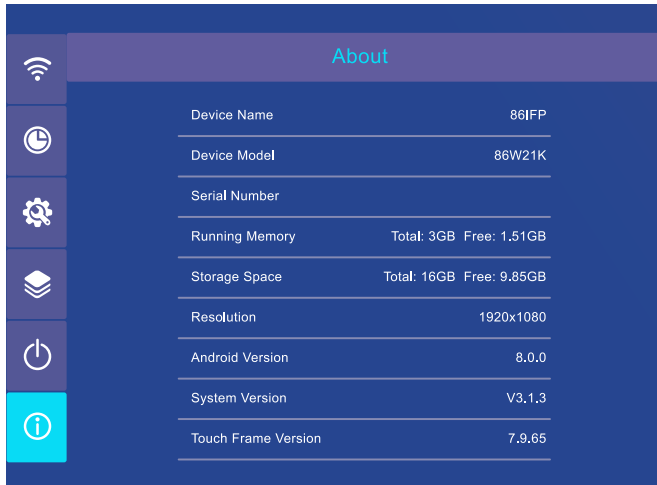 About
Device Name 86IFP
Device Model 86W21K
Serial Number
Running Memory Total: 3GB Free: 1.51GB
Storage Space Total: 16GB Free: 9.85GB
Resolution 1920x1080
Android Version 8.0.0
System Version V3.1.3
Touch Frame Version 7.9.65